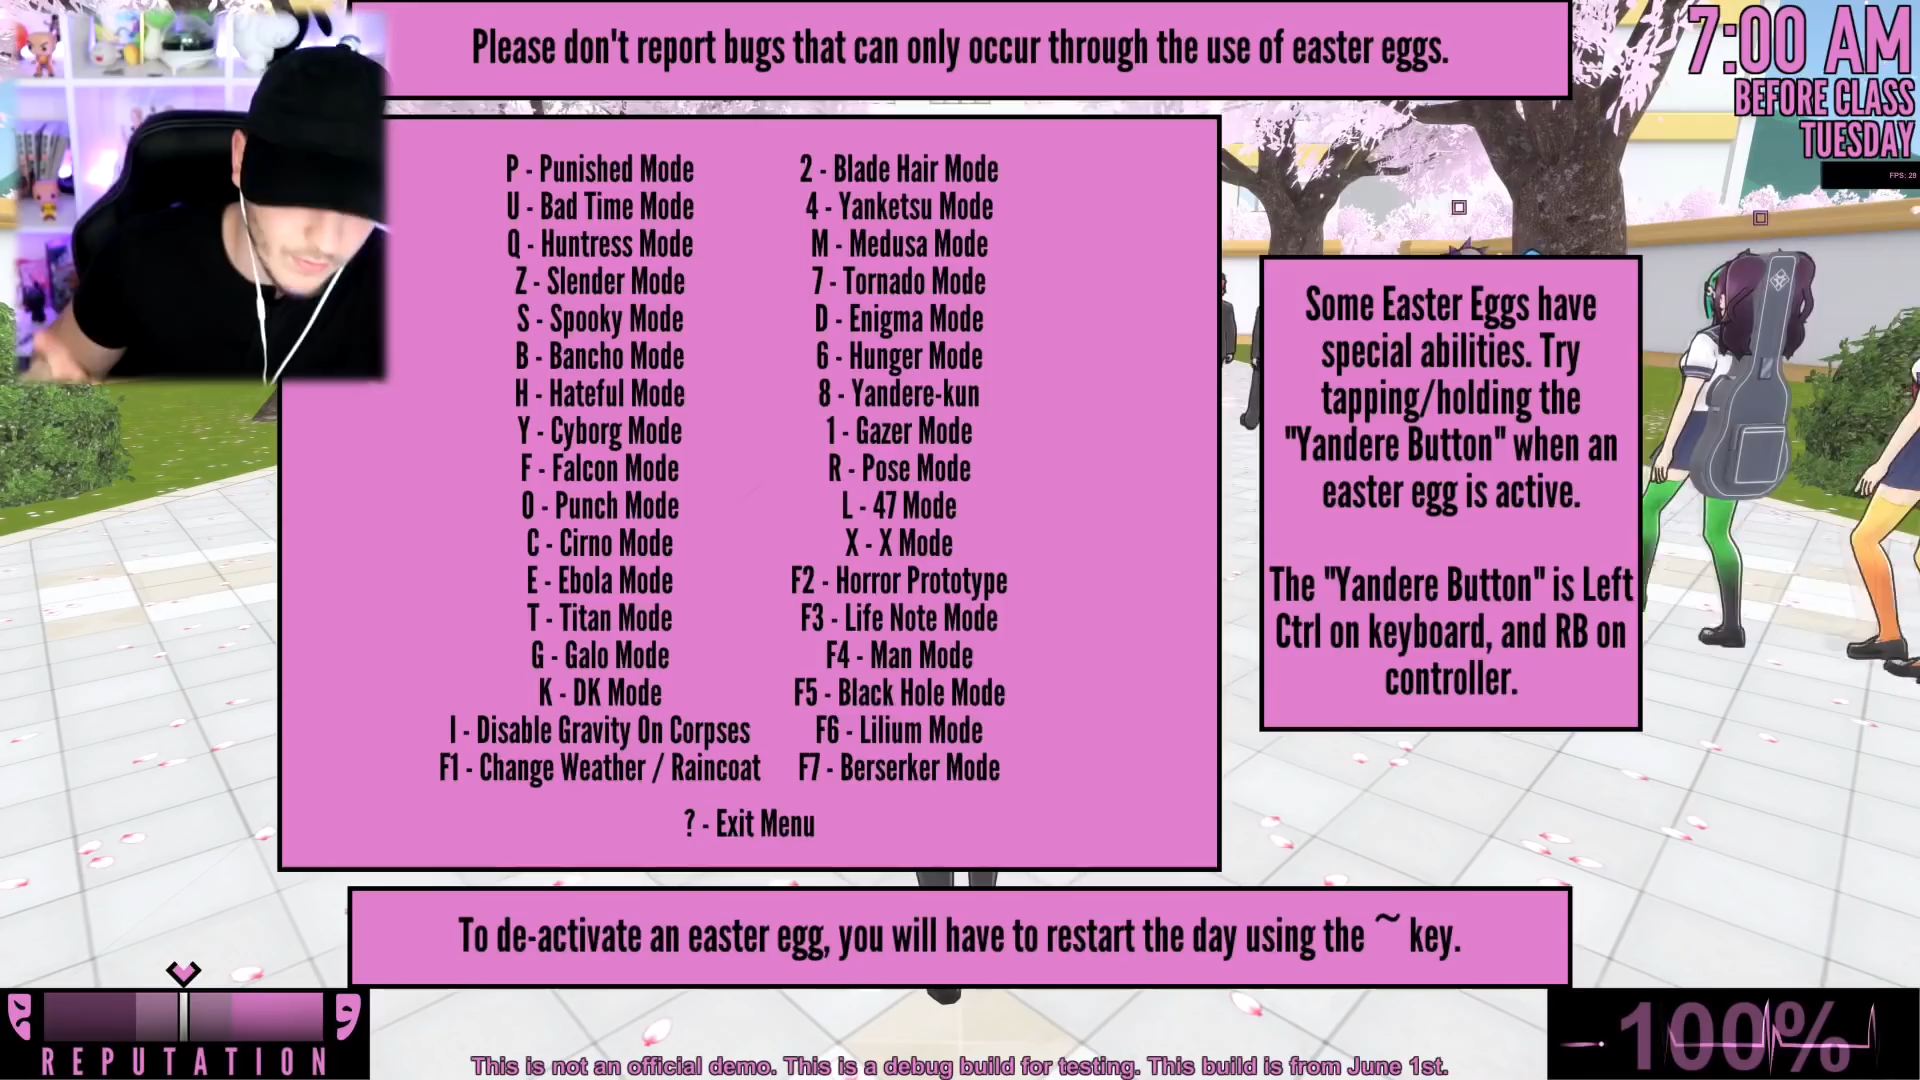 Please don't report bugs that can only occur through the use of easter eggs.
7:00 AM
BEFORE CLASS
TUESDAY
FPS: 28
P - Punished Mode
U - Bad Time Mode
Q - Huntress Mode
Z - Slender Mode
S - Spooky Mode
B - Bancho Mode
H - Hateful Mode
Y - Cyborg Mode
F - Falcon Mode
O - Punch Mode
C - Cirno Mode
E - Ebola Mode
T - Titan Mode
G - Galo Mode
K - DK Mode
I - Disable Gravity On Corpses
F1 - Change Weather / Raincoat
2 - Blade Hair Mode
4 - Yanketsu Mode
M - Medusa Mode
7 - Tornado Mode
D - Enigma Mode
6 - Hunger Mode
8 - Yandere-kun
1 - Gazer Mode
R - Pose Mode
L - 47 Mode
X - X Mode
F2 - Horror Prototype
F3 - Life Note Mode
F4 - Man Mode
F5 - Black Hole Mode
F6 - Lilium Mode
F7 - Berserker Mode
? - Exit Menu
Some Easter Eggs have
special abilities. Try
tapping/holding the
"Yandere Button" when an
easter egg is active.
The "Yandere Button" is Left
Ctrl on keyboard, and RB on
controller.
To de-activate an easter egg, you will have to restart the day using the ~ key.
REPUTATION
100%
This is not an official demo. This is a debug build for testing. This build is from June 1st.